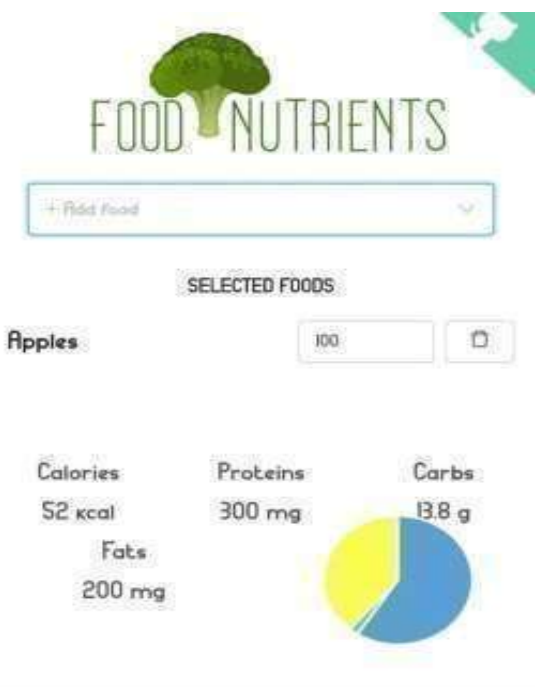 FOOD NUTRIENTS
+ Add food
SELECTED FOODS
Apples 100
Calories Proteins Carbs
52 kcal 300 mg 13.8 g
Fats
200 mg